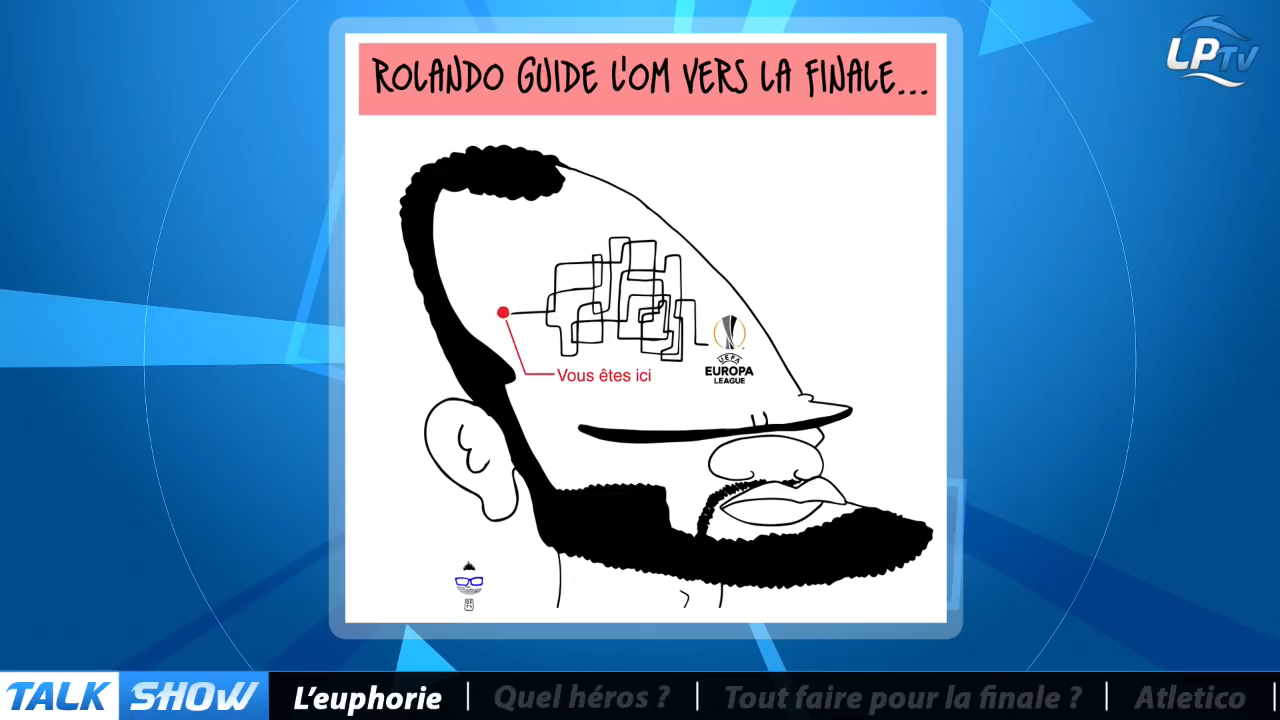 ROLANDO GUIDE L'OM VERS LA FINALE...
LPTV
Vous êtes ici
UEFA
EUROPA
LEAGUE
TALK SHOW
L'euphorie | Quel héros ? | Tout faire pour la finale ? | Atletico |